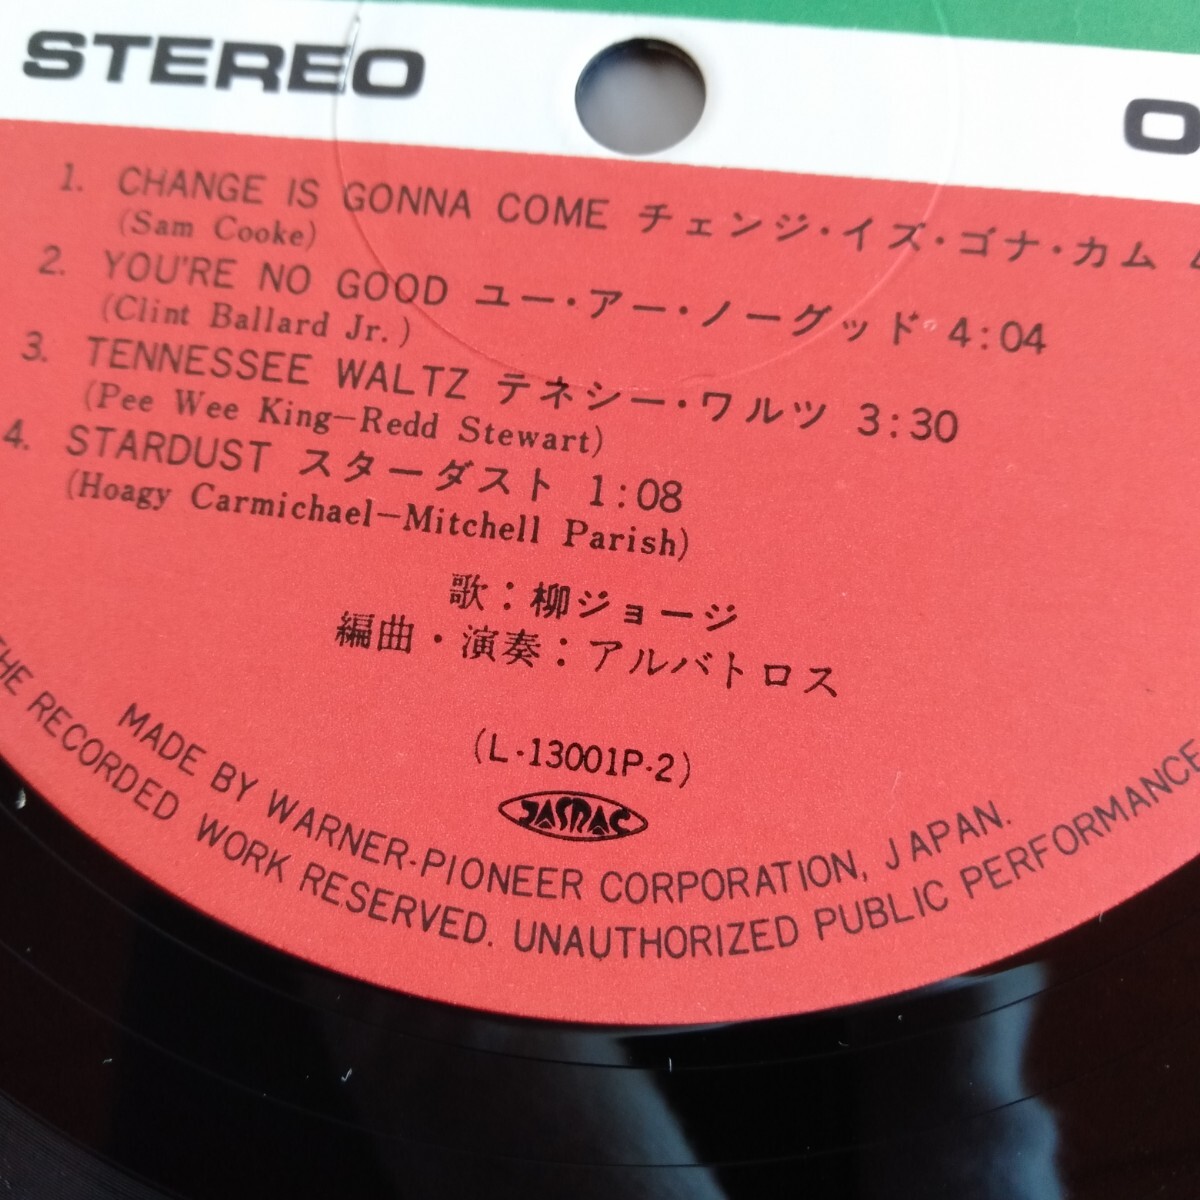 STEREO
1. CHANGE IS GONNA COME チェンジ・イズ・ゴナ・カム
(Sam Cooke)
2. YOU'RE NO GOOD ユー・アー・ノーグッド 4:04
(Clint Ballard Jr.)
3. TENNESSEE WALTZ テネシー・ワルツ 3:30
(Pee Wee King–Redd Stewart)
4. STARDUST スターダスト 1:08
(Hoagy Carmichael–Mitchell Parish)
歌：柳ジョージ
編曲・演奏：アルバトロス
(L-13001P-2)
JASRAC
MADE BY WARNER-PIONEER CORPORATION, JAPAN.
THE RECORDED WORK RESERVED. UNAUTHORIZED PUBLIC PERFORMANCE